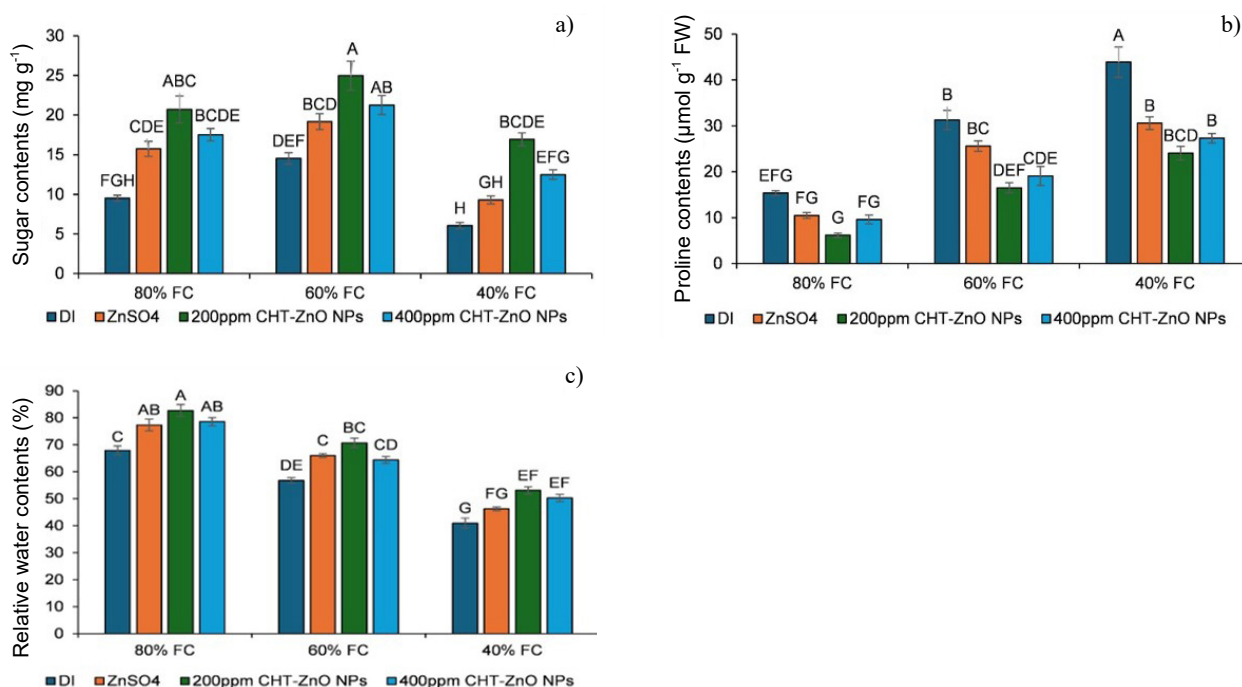 a)
Sugar contents (mg g⁻¹)
30
25
20
15
10
5
0
FGH CDE ABC BCDE
DEF BCD A AB
H GH BCDE EFG
80% FC 60% FC 40% FC
DI ZnSO4 200ppm CHT-ZnO NPs 400ppm CHT-ZnO NPs
b)
Proline contents (µmol g⁻¹ FW)
50
40
30
20
10
0
EFG FG G FG
B BC DEF CDE
A B BCD B
80% FC 60% FC 40% FC
DI ZnSO4 200ppm CHT-ZnO NPs 400ppm CHT-ZnO NPs
c)
Relative water contents (%)
90
80
70
60
50
40
30
20
10
0
C AB A AB
DE C BC CD
G FG EF EF
80% FC 60% FC 40% FC
DI ZnSO4 200ppm CHT-ZnO NPs 400ppm CHT-ZnO NPs